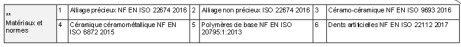 **
Matériaux et normes
1 Alliage précieux NF EN ISO 22674 2016
2 Alliage non précieux ISO 22674 2016
3 Céramo-céramique NF EN ISO 9693 2016
4 Céramique céramométallique NF EN ISO 6872 2015
5 Polymères de base NF EN ISO 20795:1 2013
6 Dents artificielles NF EN ISO 22112 2017